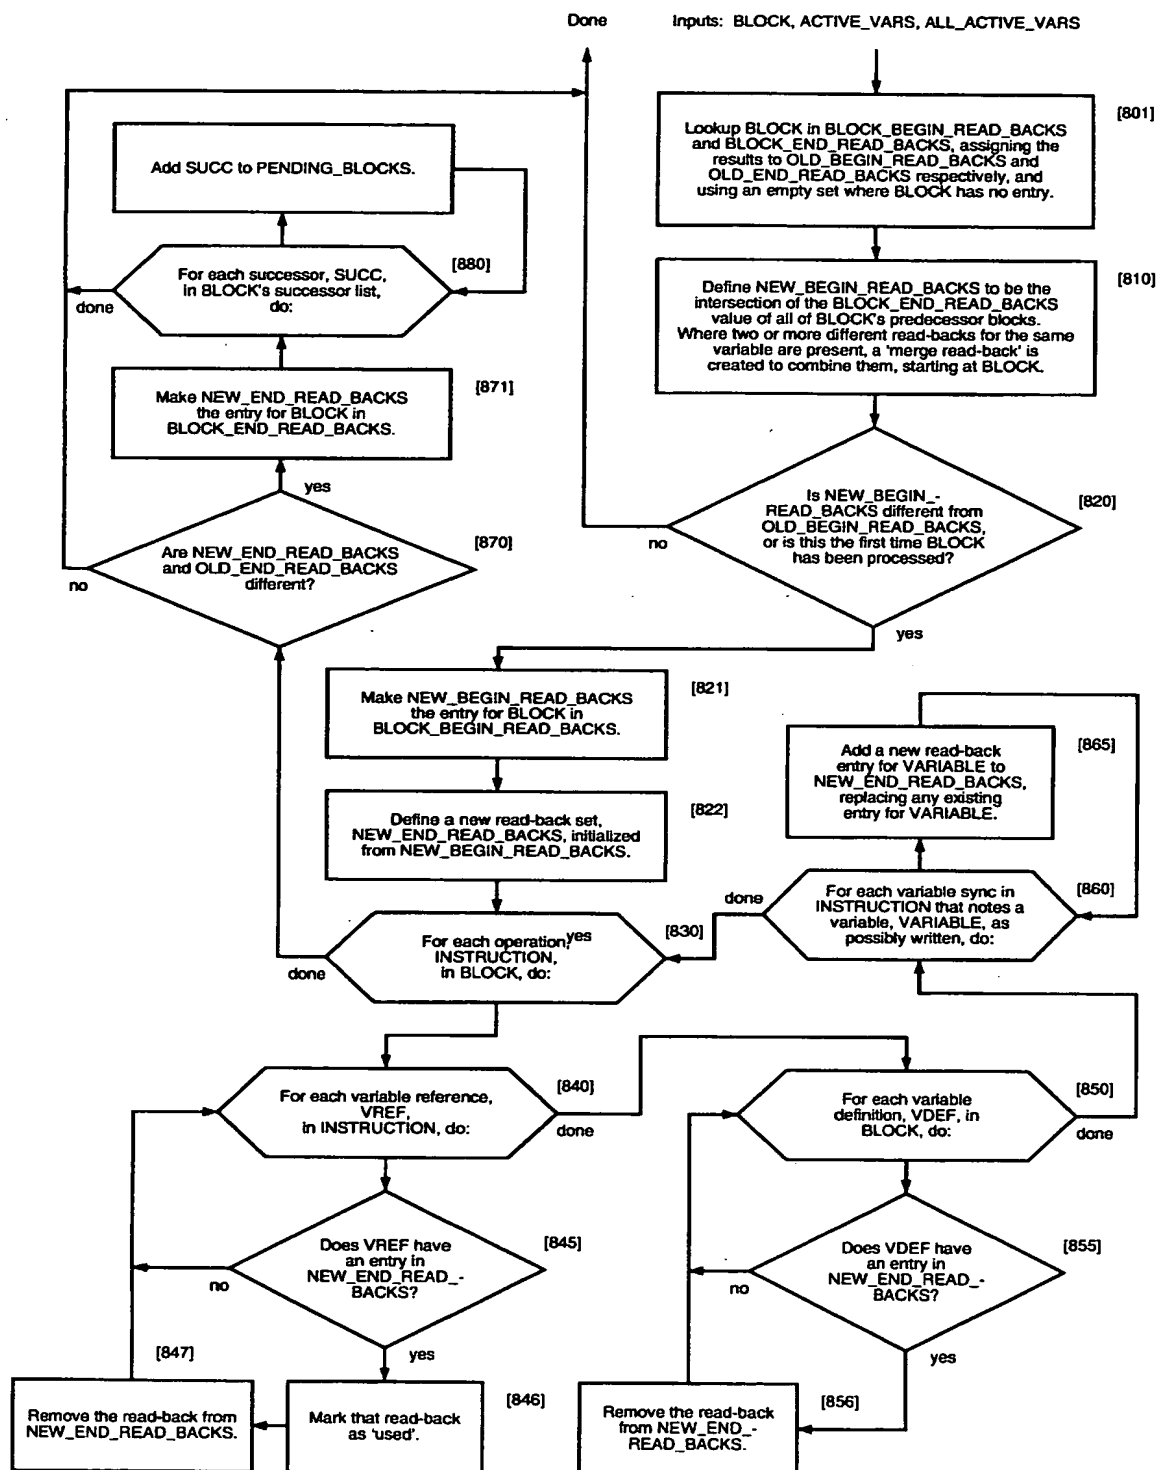 Done
Inputs: BLOCK, ACTIVE_VARS, ALL_ACTIVE_VARS
[801]
Lookup BLOCK in BLOCK_BEGIN_READ_BACKS
and BLOCK_END_READ_BACKS, assigning the
results to OLD_BEGIN_READ_BACKS and
OLD_END_READ_BACKS respectively, and
using an empty set where BLOCK has no entry.
Add SUCC to PENDING_BLOCKS.
[880]
For each successor, SUCC,
in BLOCK's successor list,
do:
done
[810]
Define NEW_BEGIN_READ_BACKS to be the
intersection of the BLOCK_END_READ_BACKS
value of all of BLOCK's predecessor blocks.
Where two or more different read-backs for the same
variable are present, a 'merge read-back' is
created to combine them, starting at BLOCK.
[871]
Make NEW_END_READ_BACKS
the entry for BLOCK in
BLOCK_END_READ_BACKS.
yes
[870]
Are NEW_END_READ_BACKS
and OLD_END_READ_BACKS
different?
no
[820]
Is NEW_BEGIN_-
READ_BACKS different from
OLD_BEGIN_READ_BACKS,
or is this the first time BLOCK
has been processed?
no
yes
[821]
Make NEW_BEGIN_READ_BACKS
the entry for BLOCK in
BLOCK_BEGIN_READ_BACKS.
[822]
Define a new read-back set,
NEW_END_READ_BACKS, initialized
from NEW_BEGIN_READ_BACKS.
[865]
Add a new read-back
entry for VARIABLE to
NEW_END_READ_BACKS,
replacing any existing
entry for VARIABLE.
[860]
For each variable sync in
INSTRUCTION that notes a
variable, VARIABLE, as
possibly written, do:
done
[830]
yes
For each operation,
INSTRUCTION,
in BLOCK, do:
done
[840]
For each variable reference,
VREF,
in INSTRUCTION, do:
done
[850]
For each variable
definition, VDEF, in
BLOCK, do:
done
[845]
Does VREF have
an entry in
NEW_END_READ_-
BACKS?
no
yes
[855]
Does VDEF have
an entry in
NEW_END_READ_-
BACKS?
no
yes
[847]
Remove the read-back from
NEW_END_READ_BACKS.
[846]
Mark that read-back
as 'used'.
[856]
Remove the read-back
from NEW_END_-
READ_BACKS.